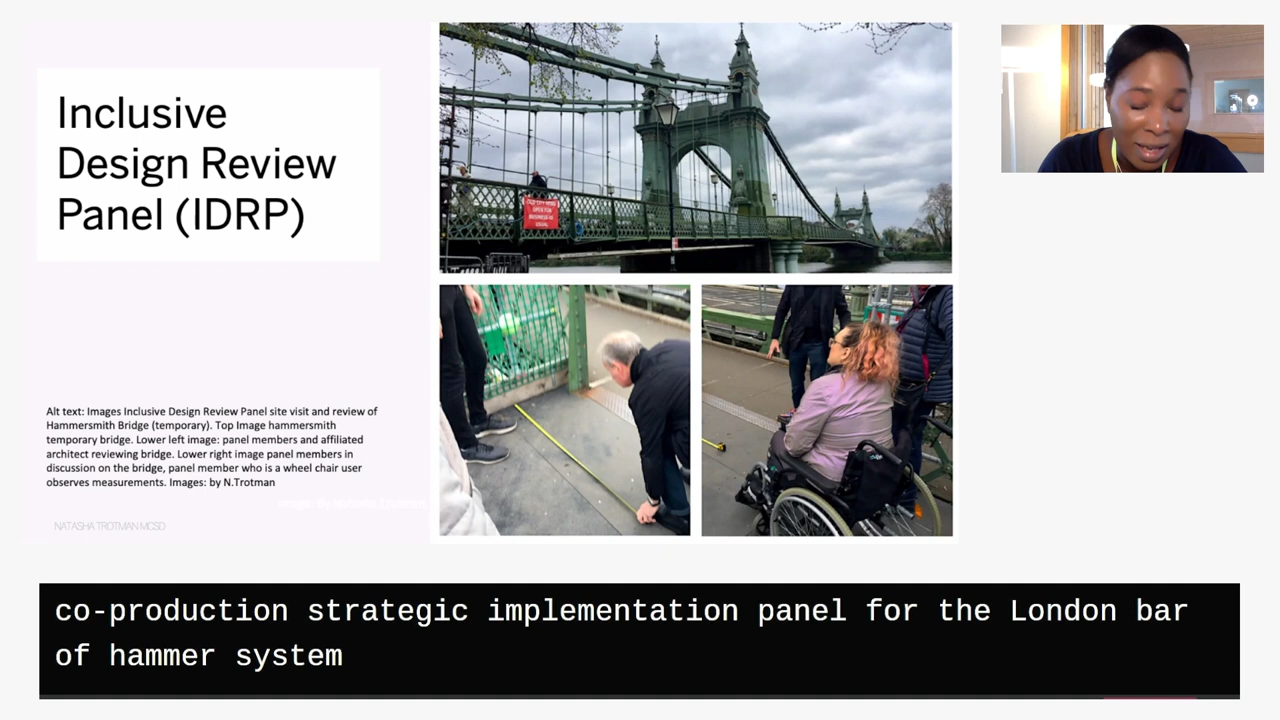 Inclusive
Design Review
Panel (IDRP)
Alt text: Images Inclusive Design Review Panel site visit and review of
Hammersmith Bridge (temporary). Top Image hammersmith
temporary bridge. Lower left image: panel members and affiliated
architect reviewing bridge. Lower right image panel members in
discussion on the bridge, panel member who is a wheel chair user
observes measurements. Images: by N.Trotman
NATASHA TROTMAN MCSD
co-production strategic implementation panel for the London bar
of hammer system